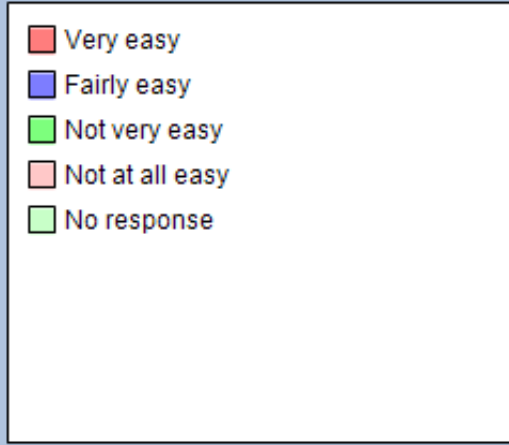 Very easy
Fairly easy
Not very easy
Not at all easy
No response